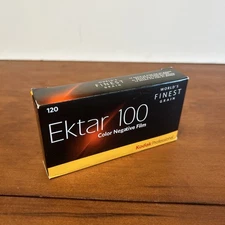 120
Ektar 100
Color Negative Film
WORLD'S
FINEST
GRAIN
Kodak Professional